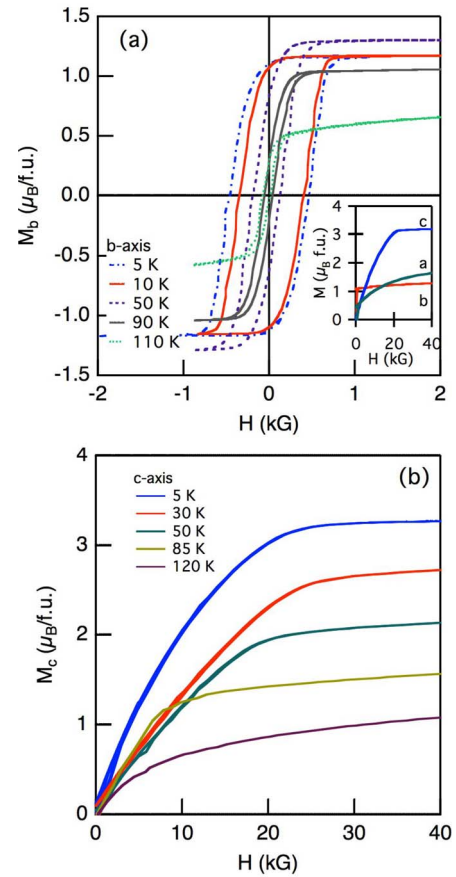 (a)
1.5
1.0
0.5
0.0
-0.5
-1.0
-1.5
M_b (μ_B/f.u.)
b-axis
5 K
10 K
50 K
90 K
110 K
-2
-1
0
1
2
H (kG)
4
3
2
1
0
M (μ_B f.u.)
c
a
b
0
20
40
H (kG)
(b)
4
3
2
1
0
M_c (μ_B/f.u.)
c-axis
5 K
30 K
50 K
85 K
120 K
0
10
20
30
40
H (kG)